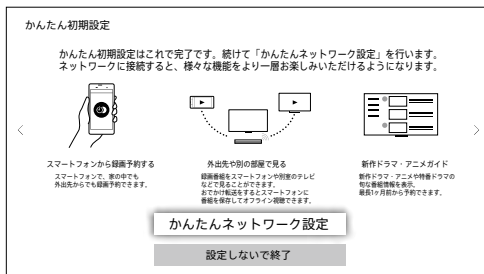 かんたん初期設定
かんたん初期設定はこれで完了です。続けて「かんたんネットワーク設定」を行います。
ネットワークに接続すると、様々な機能をより一層お楽しみいただけるようになります。
スマートフォンから録画予約する
スマートフォンで、家の中でも
外出先からでも録画予約できます。
外出先や別の部屋で見る
録画番組をスマートフォンや別室のテレビ
などで見ることができます。
おでかけ転送をするとスマートフォンに
番組を保存してオフライン視聴できます。
新作ドラマ・アニメガイド
新作ドラマ・アニメや特番ドラマの
旬な番組情報を表示。
最長1ヶ月前から予約できます。
かんたんネットワーク設定
設定しないで終了